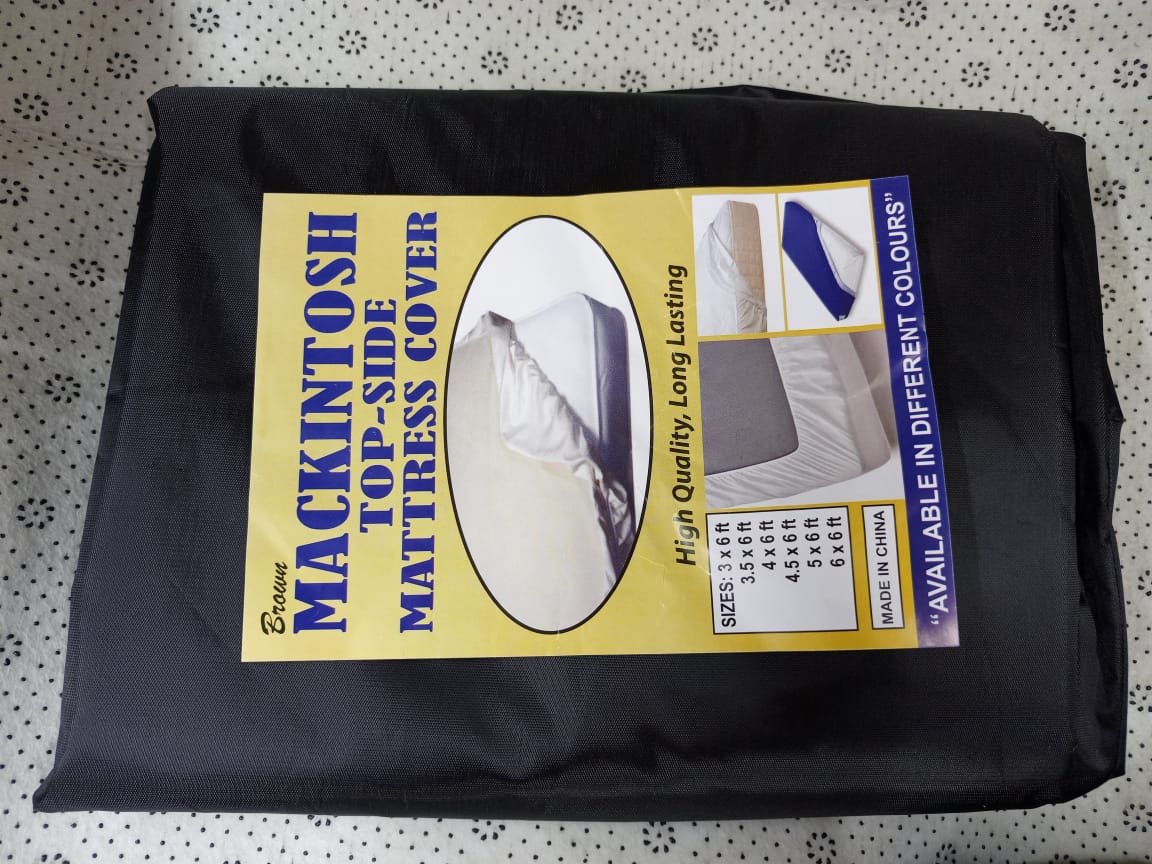 Brown
MACKINTOSH
TOP-SIDE
MATTRESS COVER
High Quality, Long Lasting
SIZES: 3 x 6 ft
3.5 x 6 ft
4 x 6 ft
4.5 x 6 ft
5 x 6 ft
6 x 6 ft
MADE IN CHINA
“AVAILABLE IN DIFFERENT COLOURS”